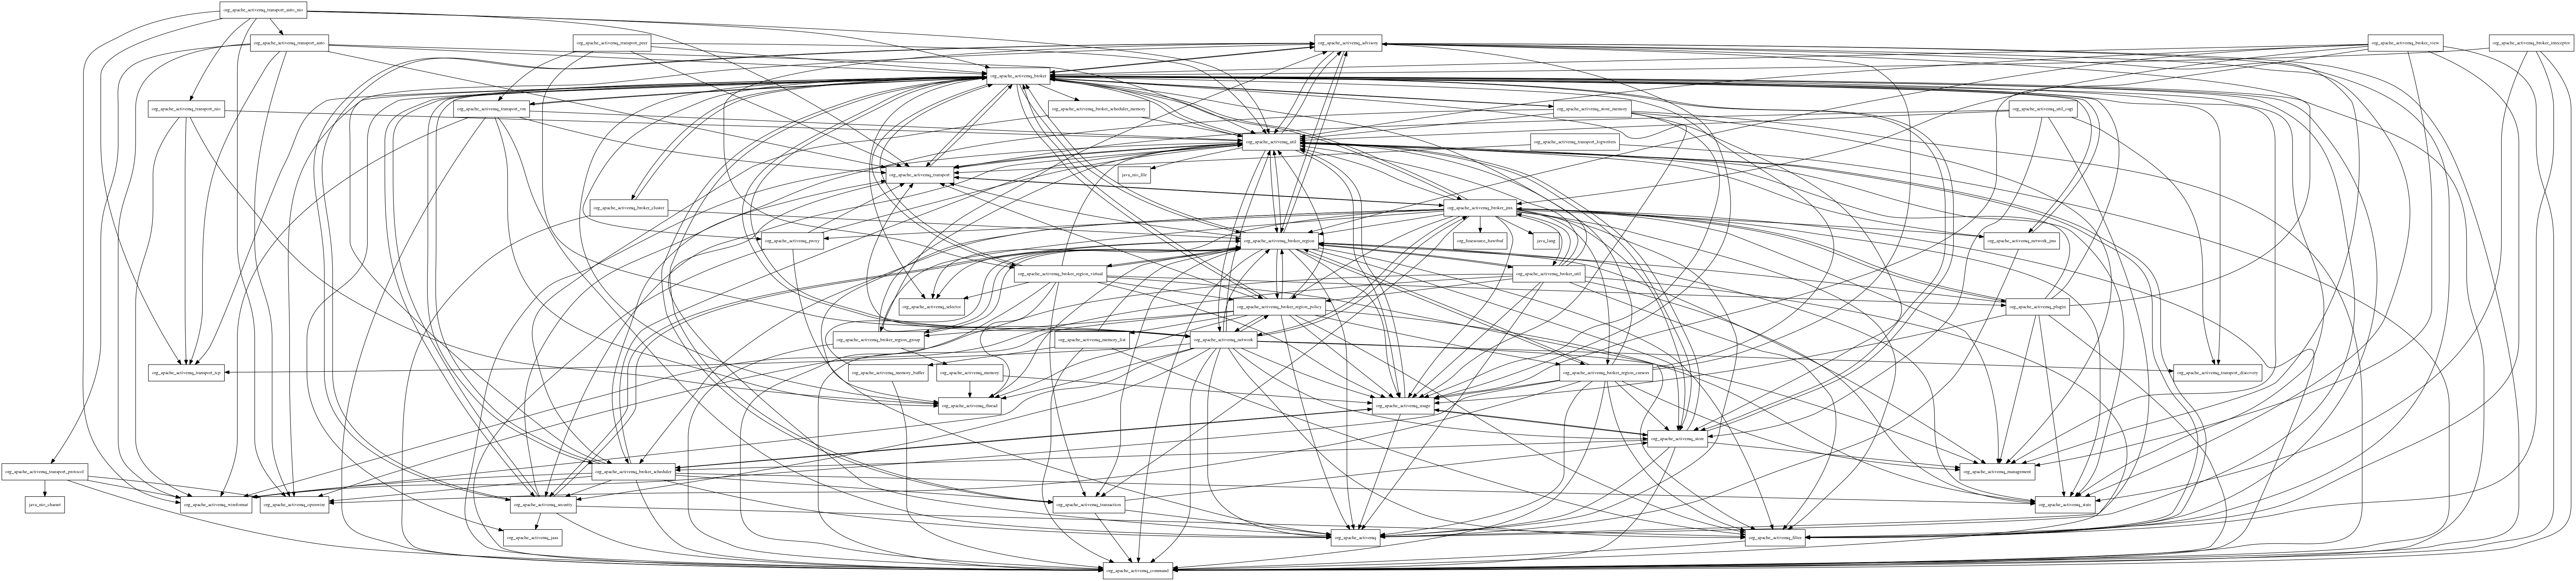 org_apache_activemq_transport_auto_nio
org_apache_activemq_transport_auto
org_apache_activemq_transport_peer
org_apache_activemq_advisory
org_apache_activemq_broker_view
org_apache_activemq_broker_interceptor
org_apache_activemq_broker
org_apache_activemq_transport_nio
org_apache_activemq_transport_vm
org_apache_activemq_broker_scheduler_memory
org_apache_activemq_store_memory
org_apache_activemq_util_osgi
org_apache_activemq_util
org_apache_activemq_transport_logwriters
org_apache_activemq_transport
java_nio_file
org_apache_activemq_broker_cluster
org_apache_activemq_broker_jmx
org_apache_activemq_proxy
org_apache_activemq_broker_region
org_fusesource_hawtbuf
java_lang
org_apache_activemq_network_jms
org_apache_activemq_broker_region_virtual
org_apache_activemq_broker_util
org_apache_activemq_selector
org_apache_activemq_broker_region_policy
org_apache_activemq_plugin
org_apache_activemq_broker_region_group
org_apache_activemq_memory_list
org_apache_activemq_network
org_apache_activemq_transport_tcp
org_apache_activemq_memory_buffer
org_apache_activemq_memory
org_apache_activemq_broker_region_cursors
org_apache_activemq_transport_discovery
org_apache_activemq_thread
org_apache_activemq_usage
org_apache_activemq_store
org_apache_activemq_transport_protocol
org_apache_activemq_broker_scheduler
org_apache_activemq_management
java_nio_charset
org_apache_activemq_wireformat
org_apache_activemq_openwire
org_apache_activemq_security
org_apache_activemq_transaction
org_apache_activemq_state
org_apache_activemq_jaas
org_apache_activemq
org_apache_activemq_filter
org_apache_activemq_command